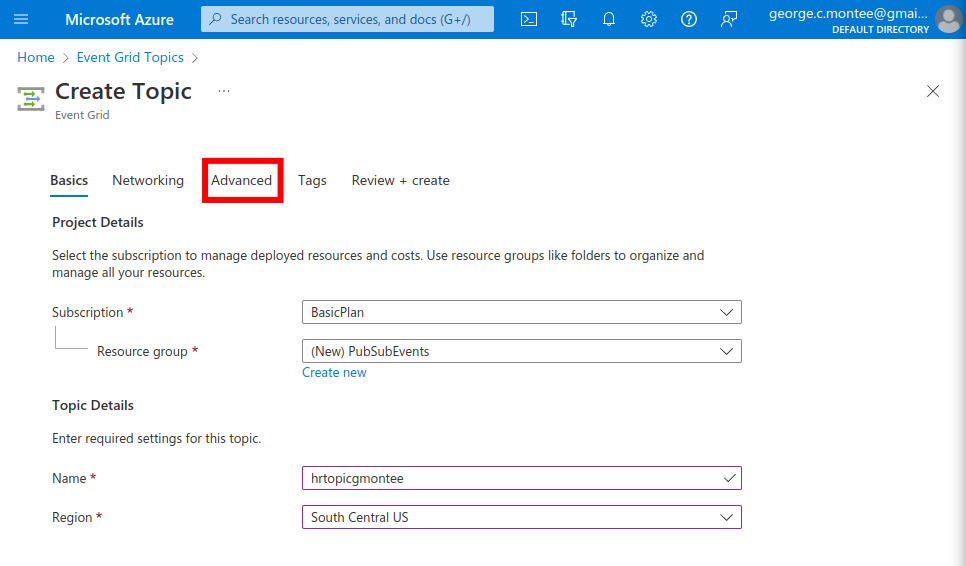 Microsoft Azure
Search resources, services, and docs (G+/)
george.c.montee@gmai...
DEFAULT DIRECTORY
Home > Event Grid Topics >
Create Topic ...
Event Grid
Basics Networking Advanced Tags Review + create
Project Details
Select the subscription to manage deployed resources and costs. Use resource groups like folders to organize and
manage all your resources.
Subscription * BasicPlan
Resource group * (New) PubSubEvents
Create new
Topic Details
Enter required settings for this topic.
Name * hrtopicgmontee
Region * South Central US